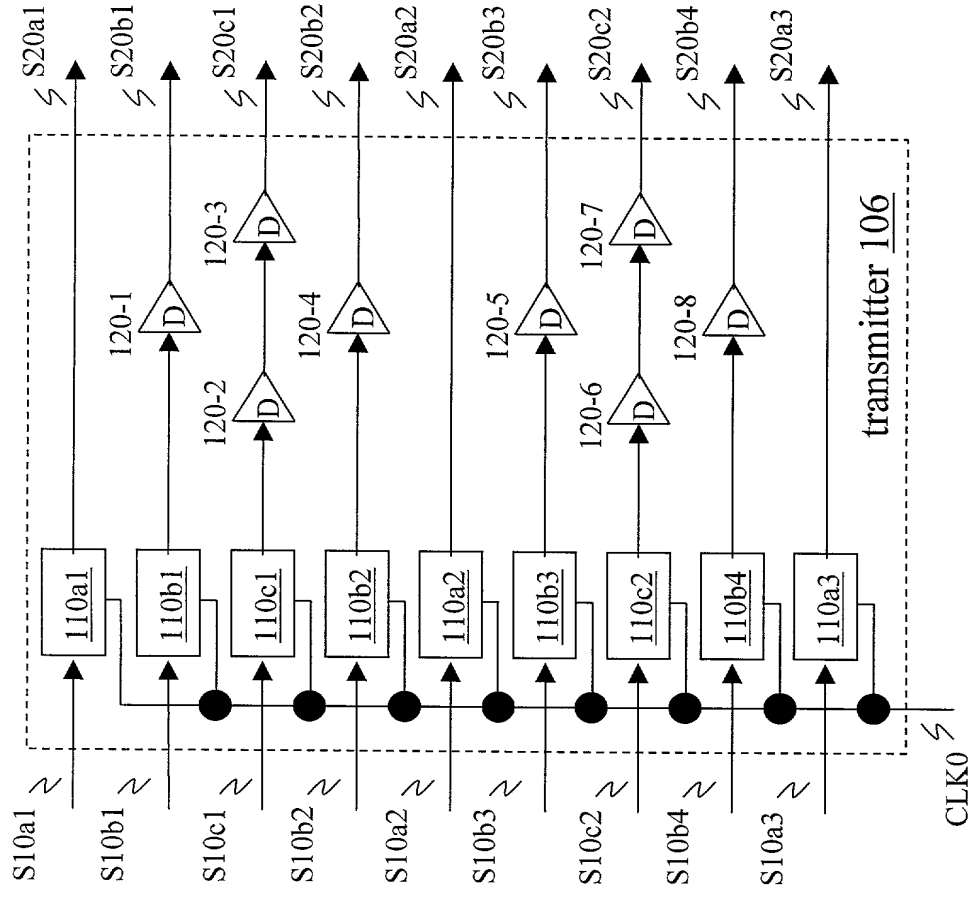 S20a1
S20b1
S20c1
S20b2
S20a2
S20b3
S20c2
S20b4
S20a3
120-1
D
120-2
D
120-3
D
120-4
D
120-5
D
120-6
D
120-7
D
120-8
D
transmitter 106
110a1
110b1
110c1
110b2
110a2
110b3
110c2
110b4
110a3
S10a1
S10b1
S10c1
S10b2
S10a2
S10b3
S10c2
S10b4
S10a3
CLK0